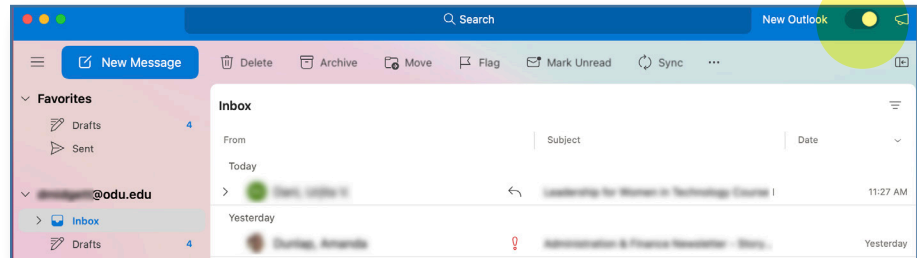 Search
New Outlook
New Message
Delete Archive Move Flag Mark Unread Sync ...
Favorites
Drafts 4
Sent
@odu.edu
Inbox
Drafts 4
Inbox
From Subject Date
Today
11:27 AM
Yesterday
Yesterday